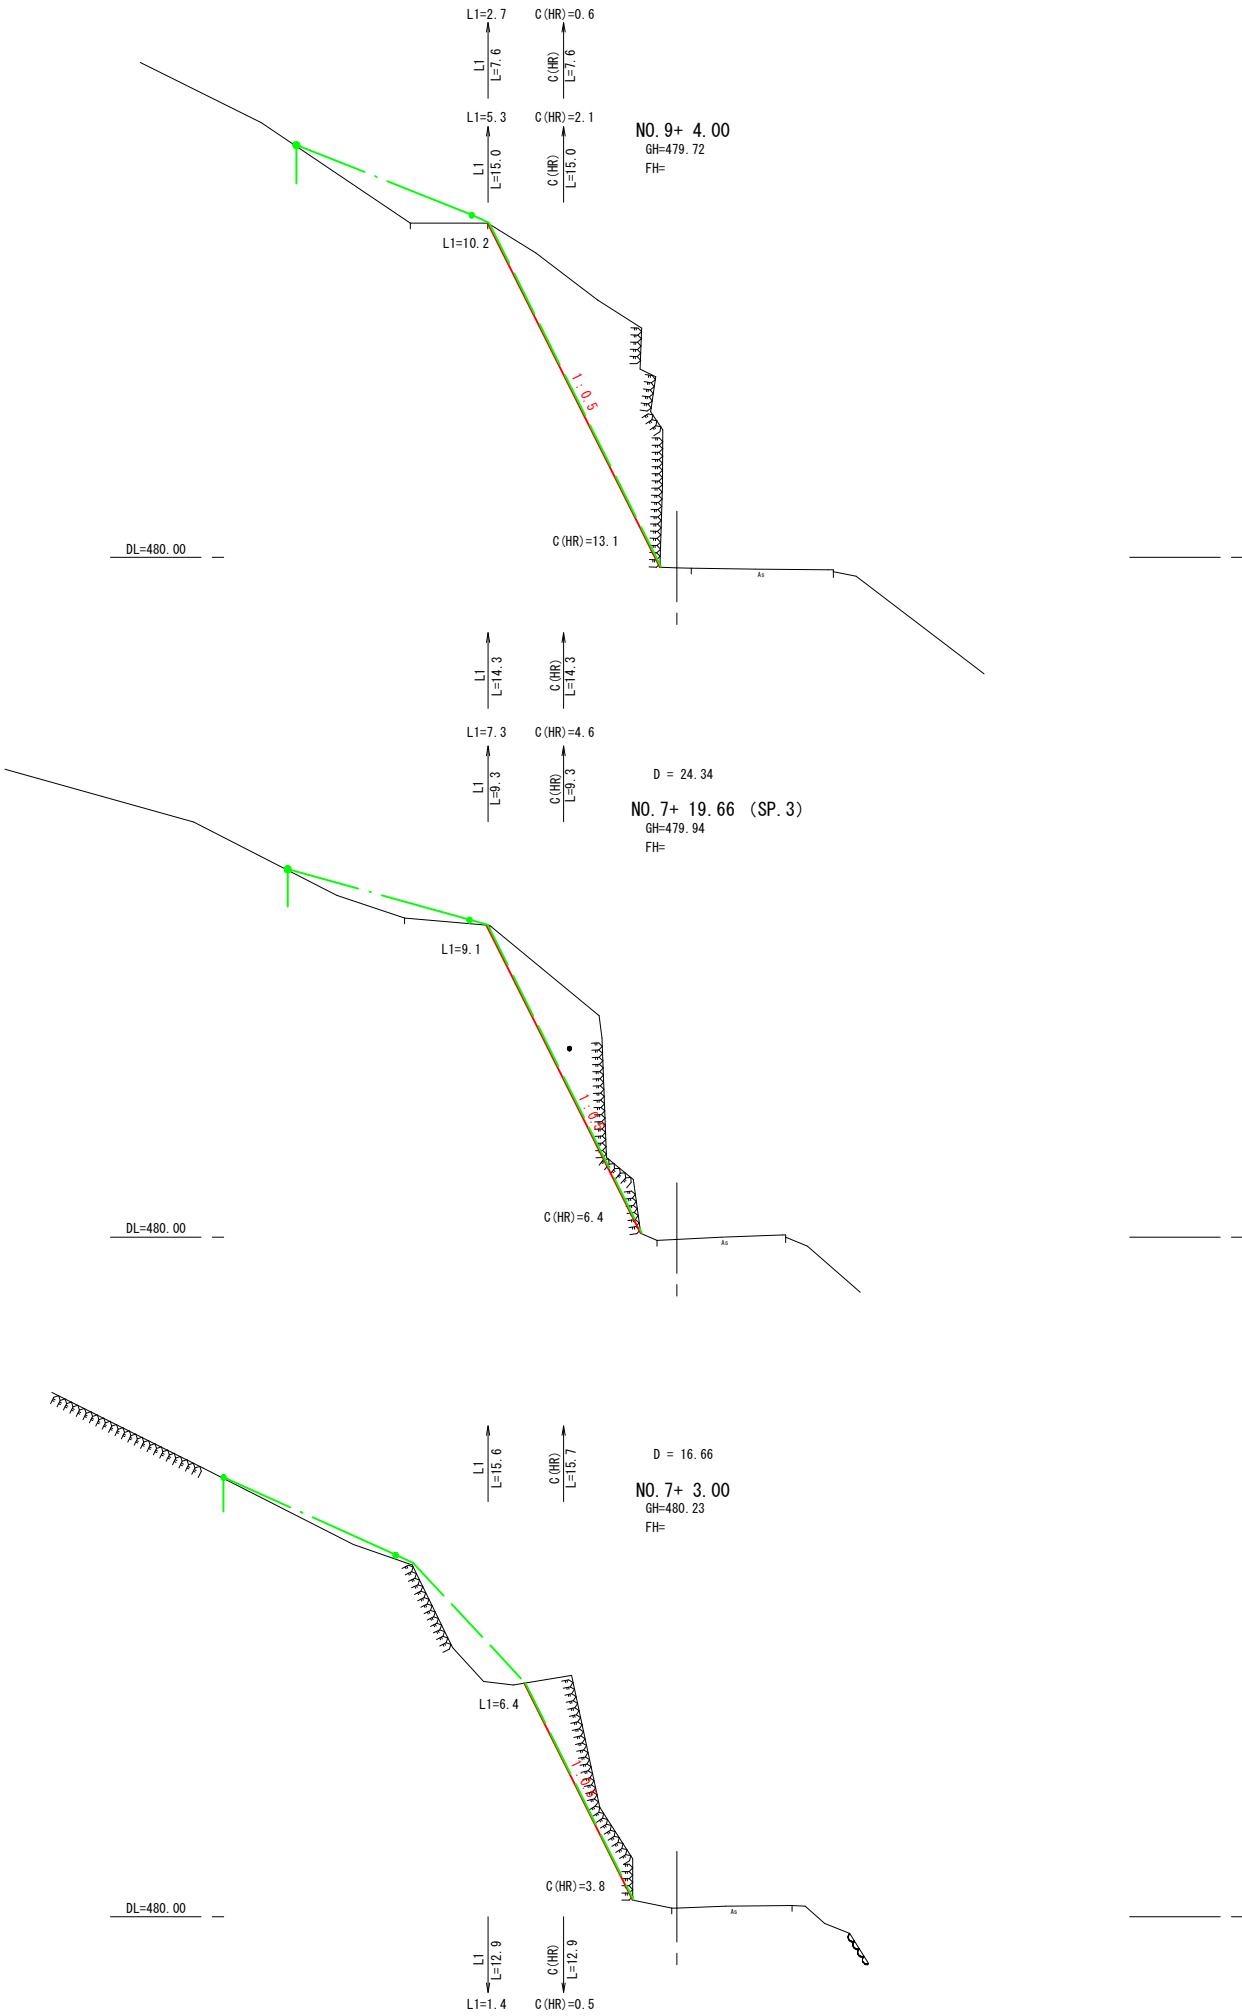 L1=2.7 C(HR)=0.6
L1
L=7.6
C(HR)
L=7.6
L1=5.3 C(HR)=2.1
L1
L=15.0
C(HR)
L=15.0
NO.9+ 4.00
GH=479.72
FH=
L1=10.2
1:0.5
C(HR)=13.1
DL=480.00
As
L1
L=14.3
C(HR)
L=14.3
L1=7.3 C(HR)=4.6
L1
L=9.3
C(HR)
L=9.3
D = 24.34
NO.7+ 19.66 (SP.3)
GH=479.94
FH=
L1=9.1
1:0.5
C(HR)=6.4
DL=480.00
As
L1
L=15.6
C(HR)
L=15.7
D = 16.66
NO.7+ 3.00
GH=480.23
FH=
L1=6.4
1:0.5
C(HR)=3.8
DL=480.00
As
L1
L=12.9
C(HR)
L=12.9
L1=1.4 C(HR)=0.5